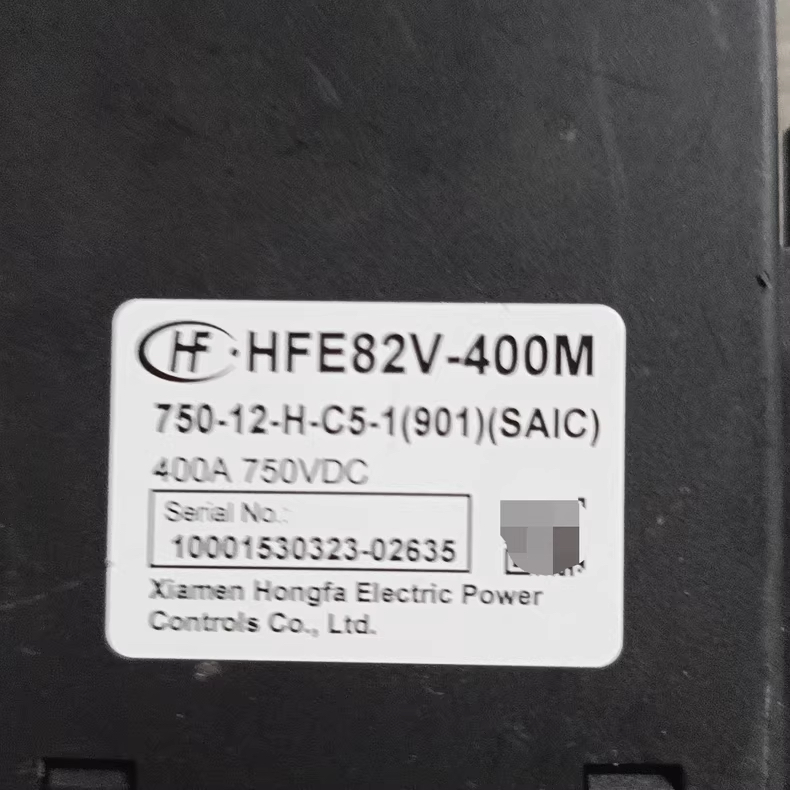 HF HFE82V-400M
750-12-H-C5-1(901)(SAIC)
400A 750VDC
Serial No.:
10001530323-02635
Xiamen Hongfa Electric Power
Controls Co., Ltd.